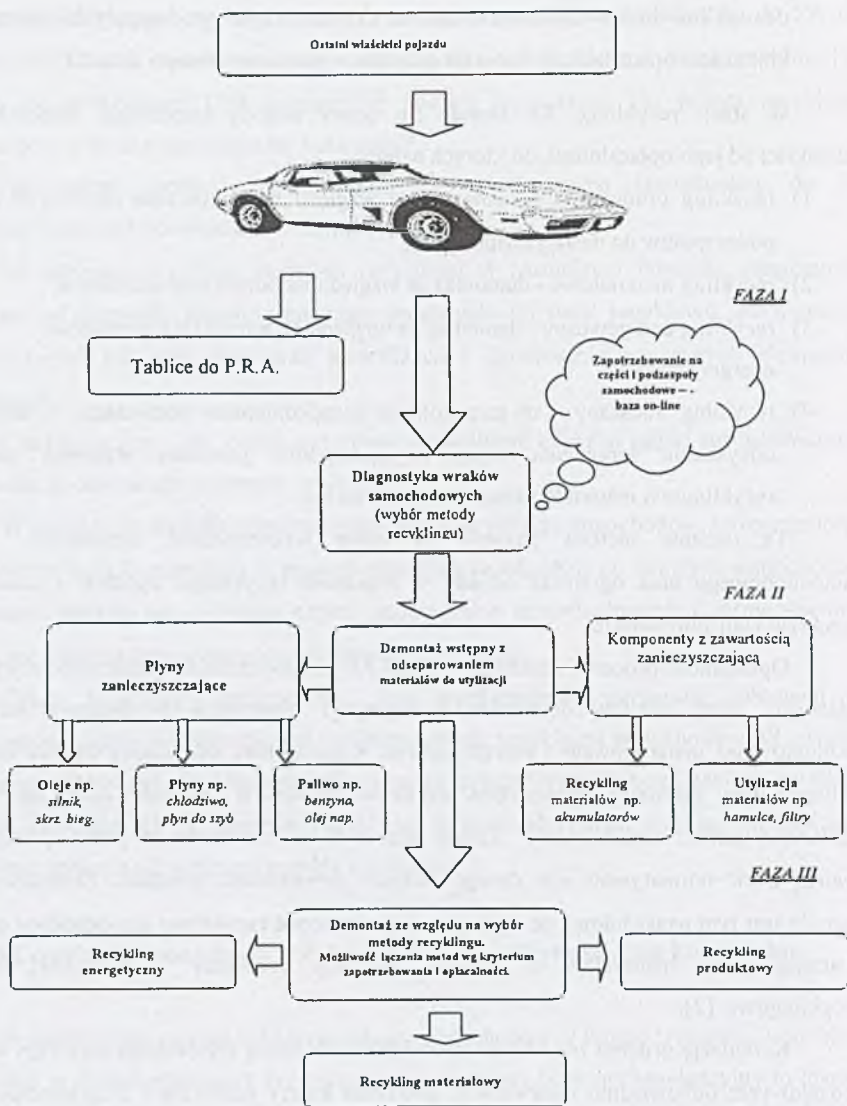 Ostatni właściciel pojazdu
FAZA I
Tablice do P.R.A.
Zapotrzebowanie na
części i podzespoły
samochodowe – .
baza on-line
Diagnostyka wraków
samochodowych
(wybór metody
recyklingu)
FAZA II
Płyny
zanieczyszczające
Demontaż wstępny z
odseparowaniem
materiałów do utylizacji
Komponenty z zawartością
zanieczyszczającą
Oleje np.
silnik,
skrz. bieg.
Płyny np.
chłodziwo,
płyn do szyb
Paliwo np.
benzyna,
olej nap.
Recykling
materiałów np.
akumulatorów
Utylizacja
materiałów np.
hamulce, filtry
FAZA III
Recykling
energetyczny
Demontaż ze względu na wybór
metody recyklingu.
Możliwość łączenia metod wg kryterium
zapotrzebowania i opłacalności.
Recykling
produktowy
Recykling materiałowy